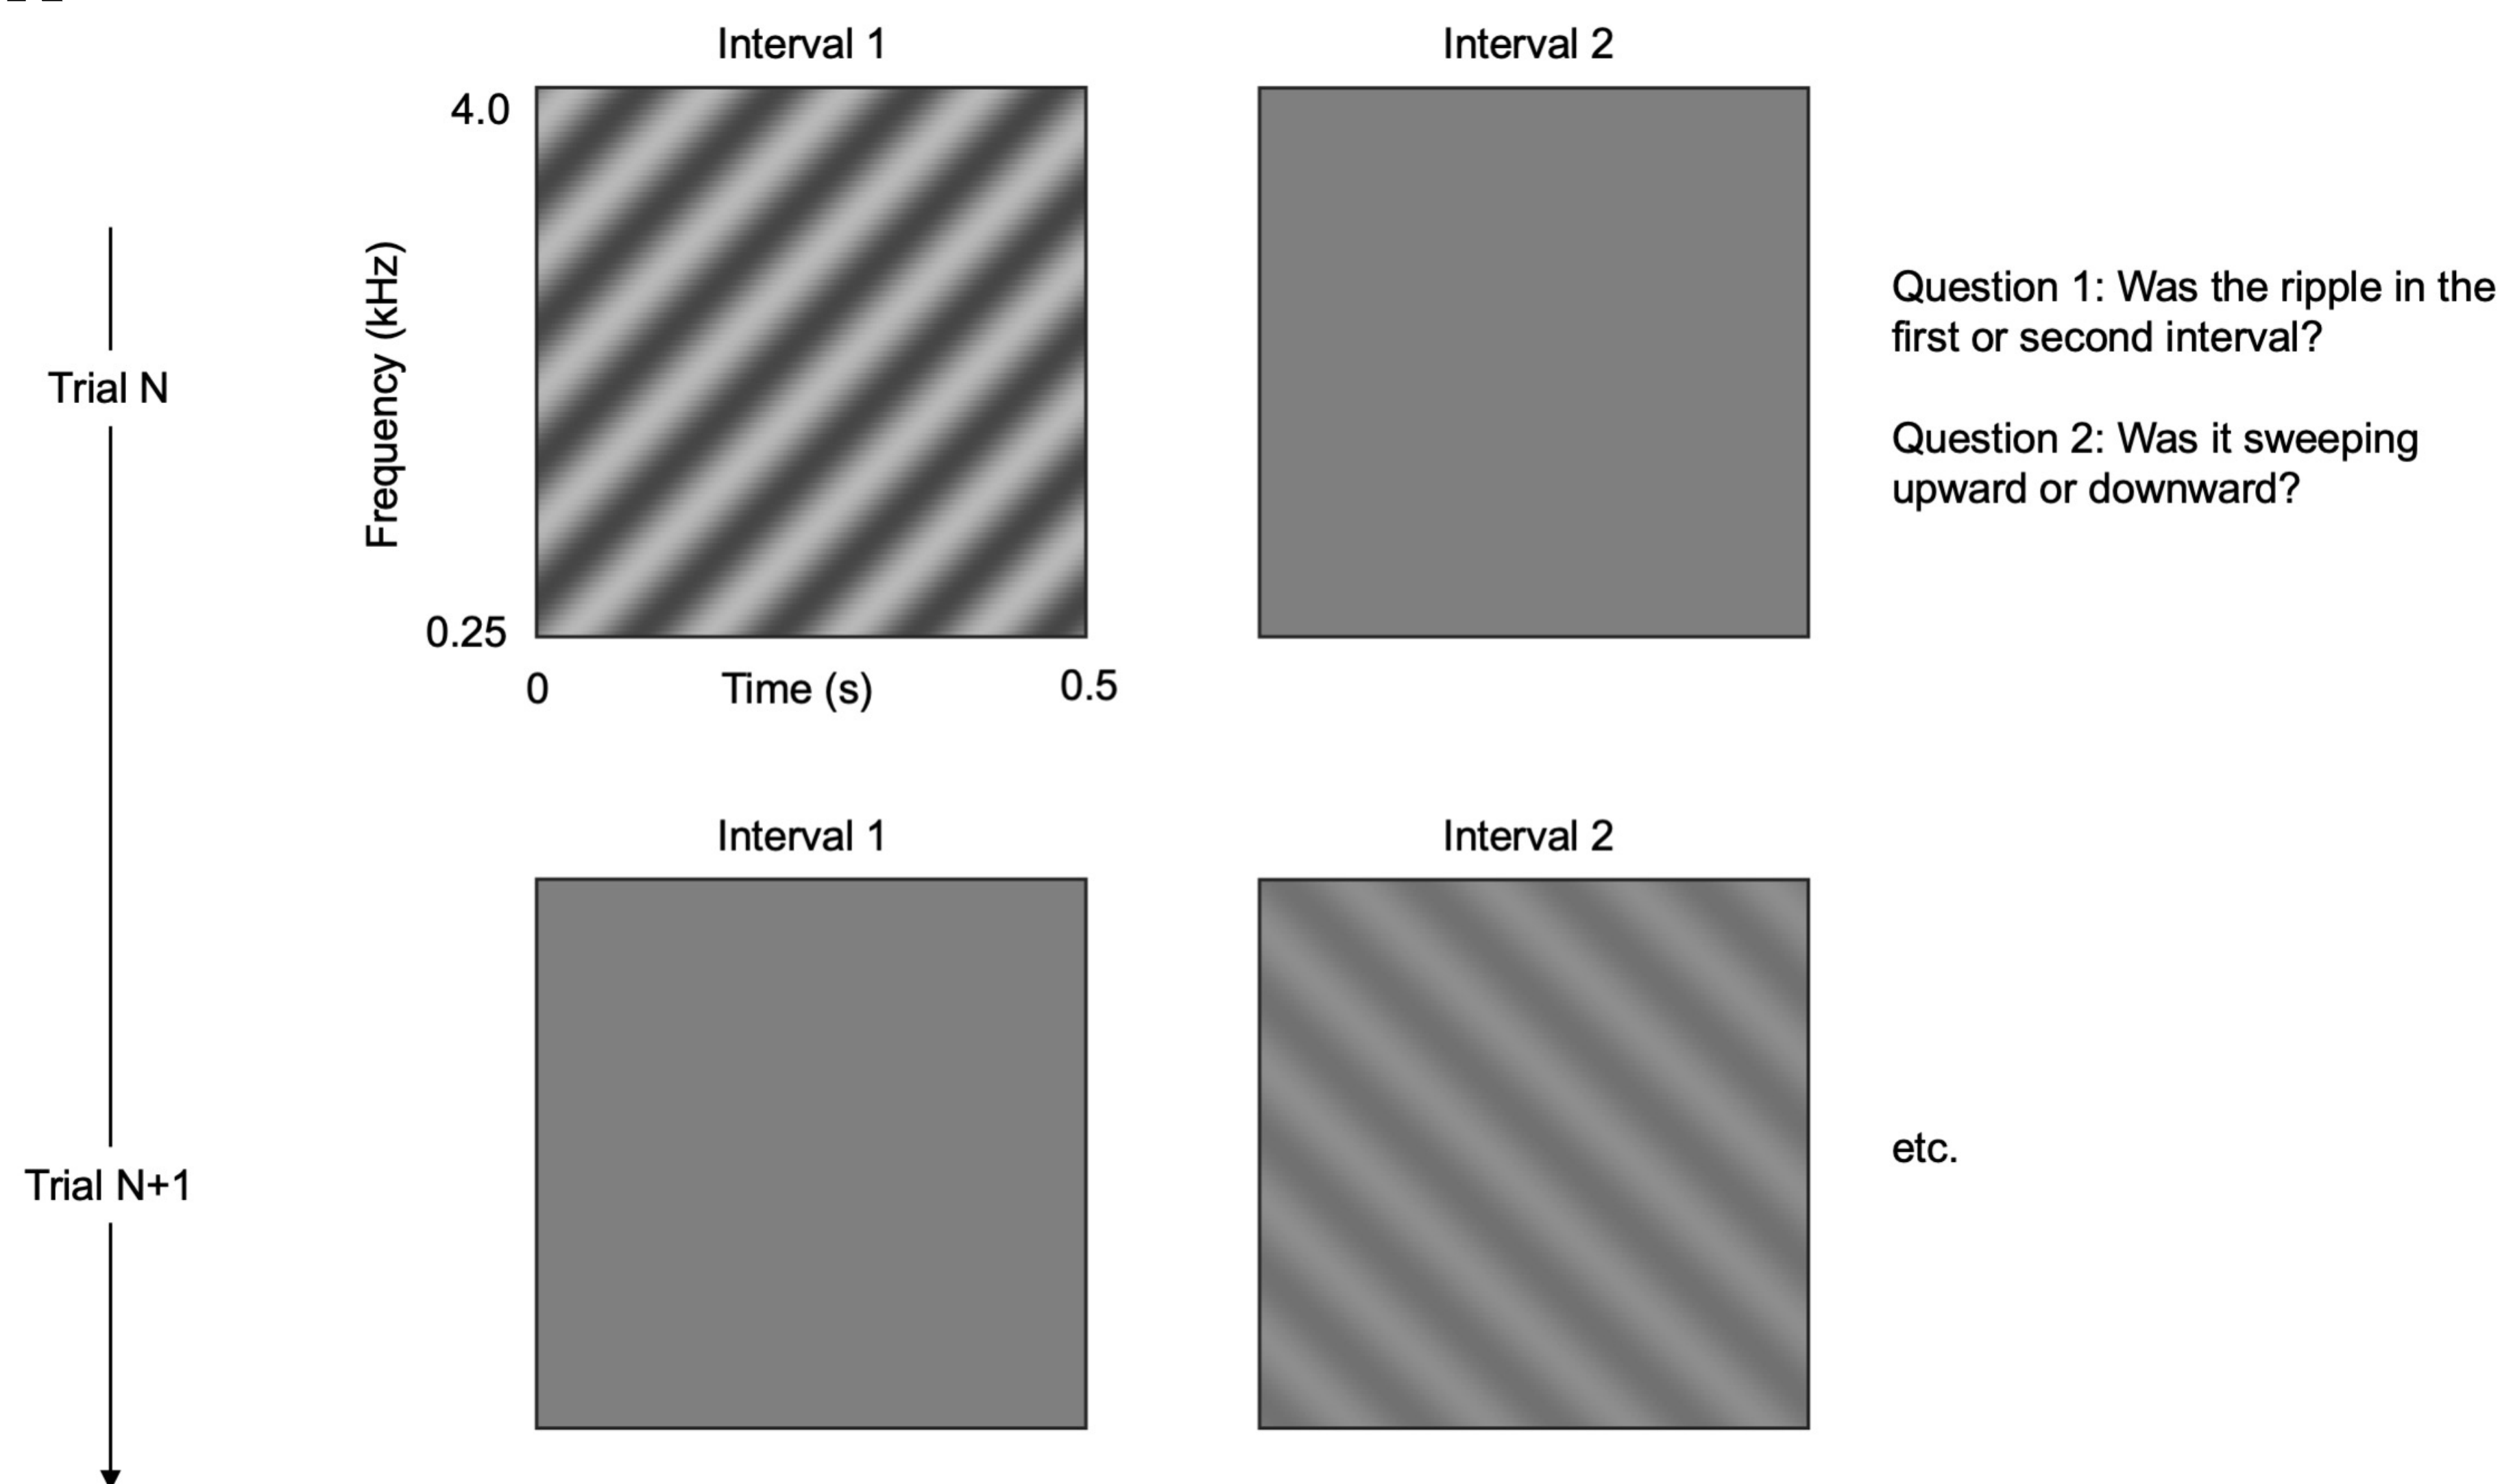 Interval 1
Interval 2
4.0
Frequency (kHz)
0.25
0
Time (s)
0.5
Trial N
Question 1: Was the ripple in the
first or second interval?
Question 2: Was it sweeping
upward or downward?
Interval 1
Interval 2
Trial N+1
etc.